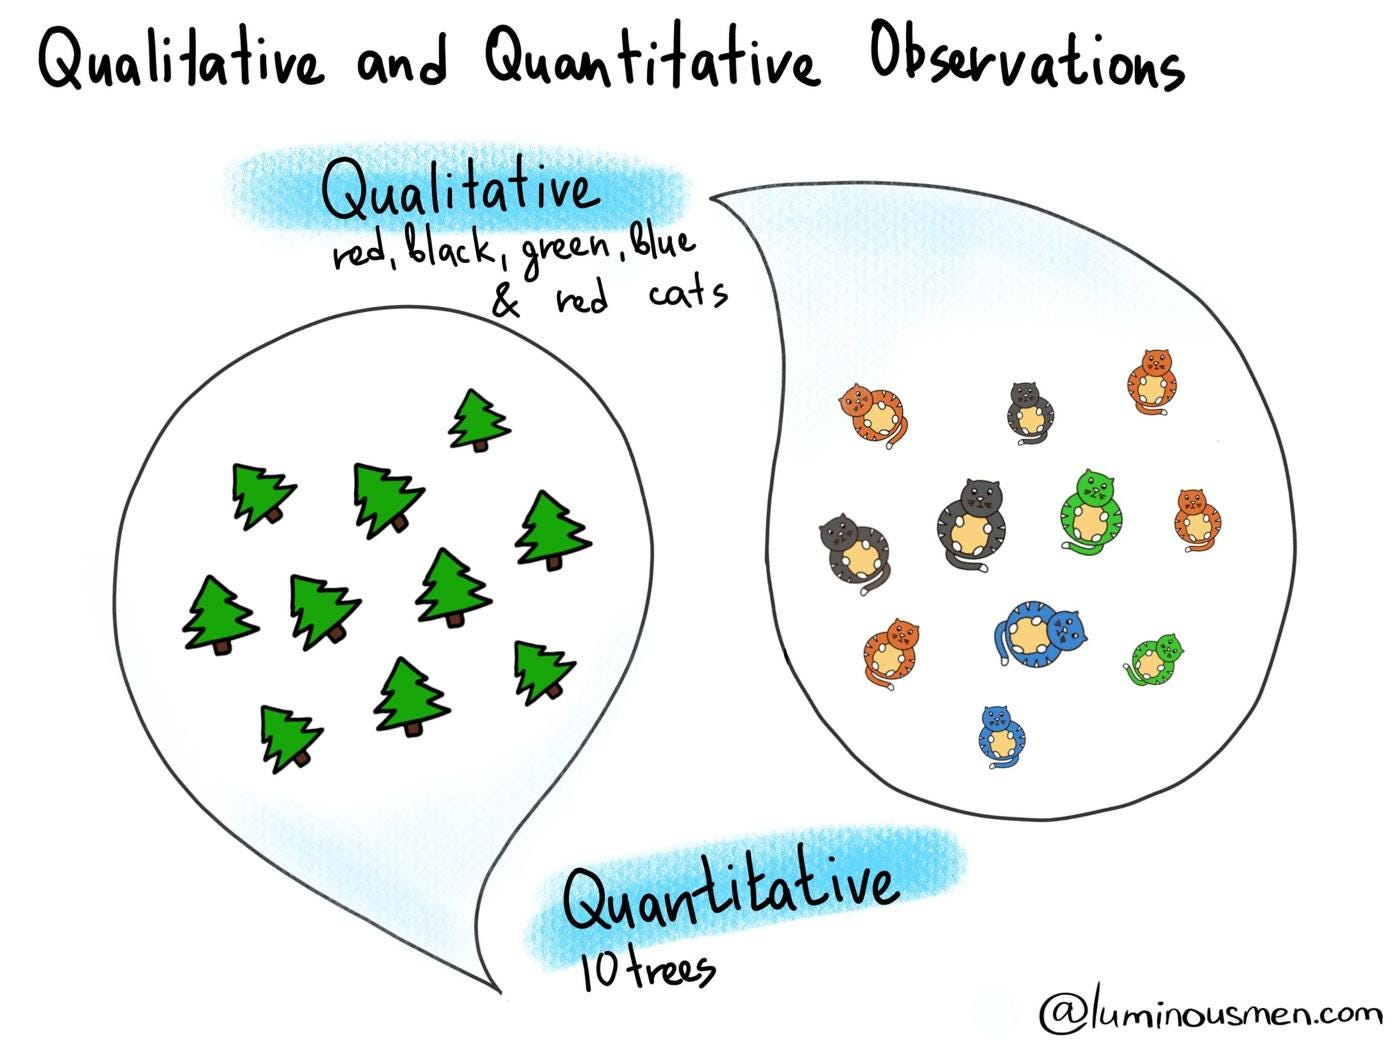 Qualitative and Quantitative Observations
Qualitative
red, black, green, blue
& red cats
Quantitative
10 trees
@luminousmen.com